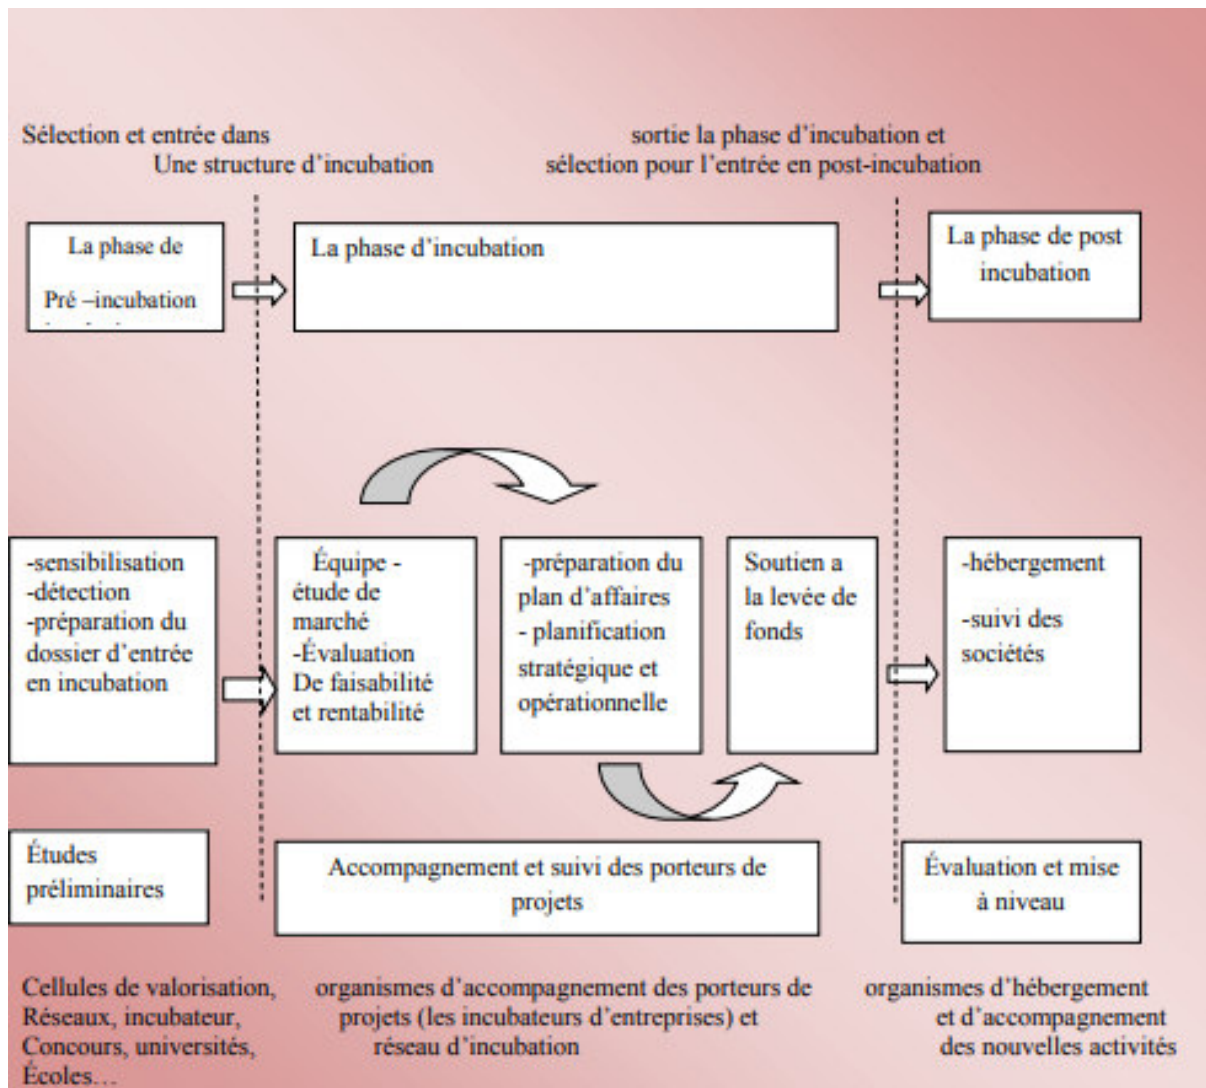 Sélection et entrée dans
Une structure d'incubation
sortie la phase d'incubation et
sélection pour l'entrée en post-incubation
La phase de
Pré –incubation
La phase d'incubation
La phase de post
incubation
-sensibilisation
-détection
-préparation du
dossier d'entrée
en incubation
Équipe -
étude de
marché
-Évaluation
De faisabilité
et rentabilité
-préparation du
plan d'affaires
- planification
stratégique et
opérationnelle
Soutien a
la levée de
fonds
-hébergement
-suivi des
sociétés
Études
préliminaires
Accompagnement et suivi des porteurs de
projets
Évaluation et mise
à niveau
Cellules de valorisation,
Réseaux, incubateur,
Concours, universités,
Écoles…
organismes d'accompagnement des porteurs de
projets (les incubateurs d'entreprises) et
réseau d'incubation
organismes d'hébergement
et d'accompagnement
des nouvelles activités